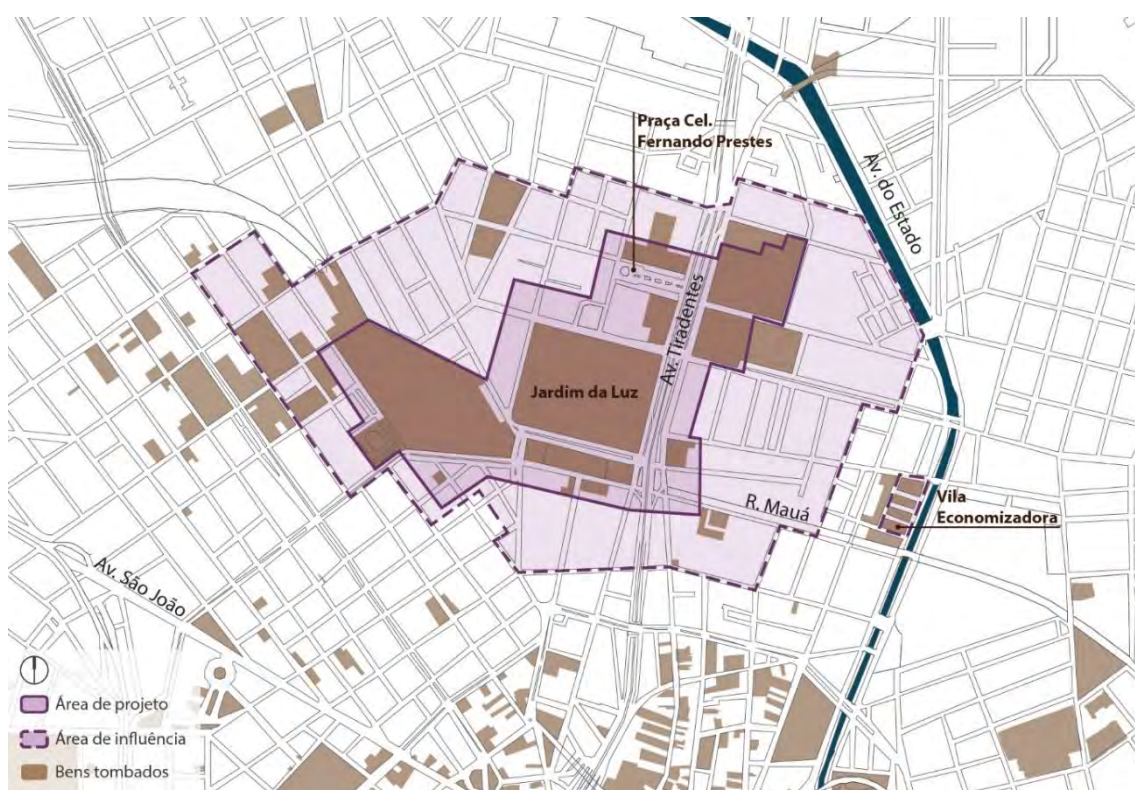 Praça Cel.
Fernando Prestes
Av. do Estado
Av. Tiradentes
Jardim da Luz
R. Mauá
Vila
Economizadora
Av. São João
Área de projeto
Área de influência
Bens tombados